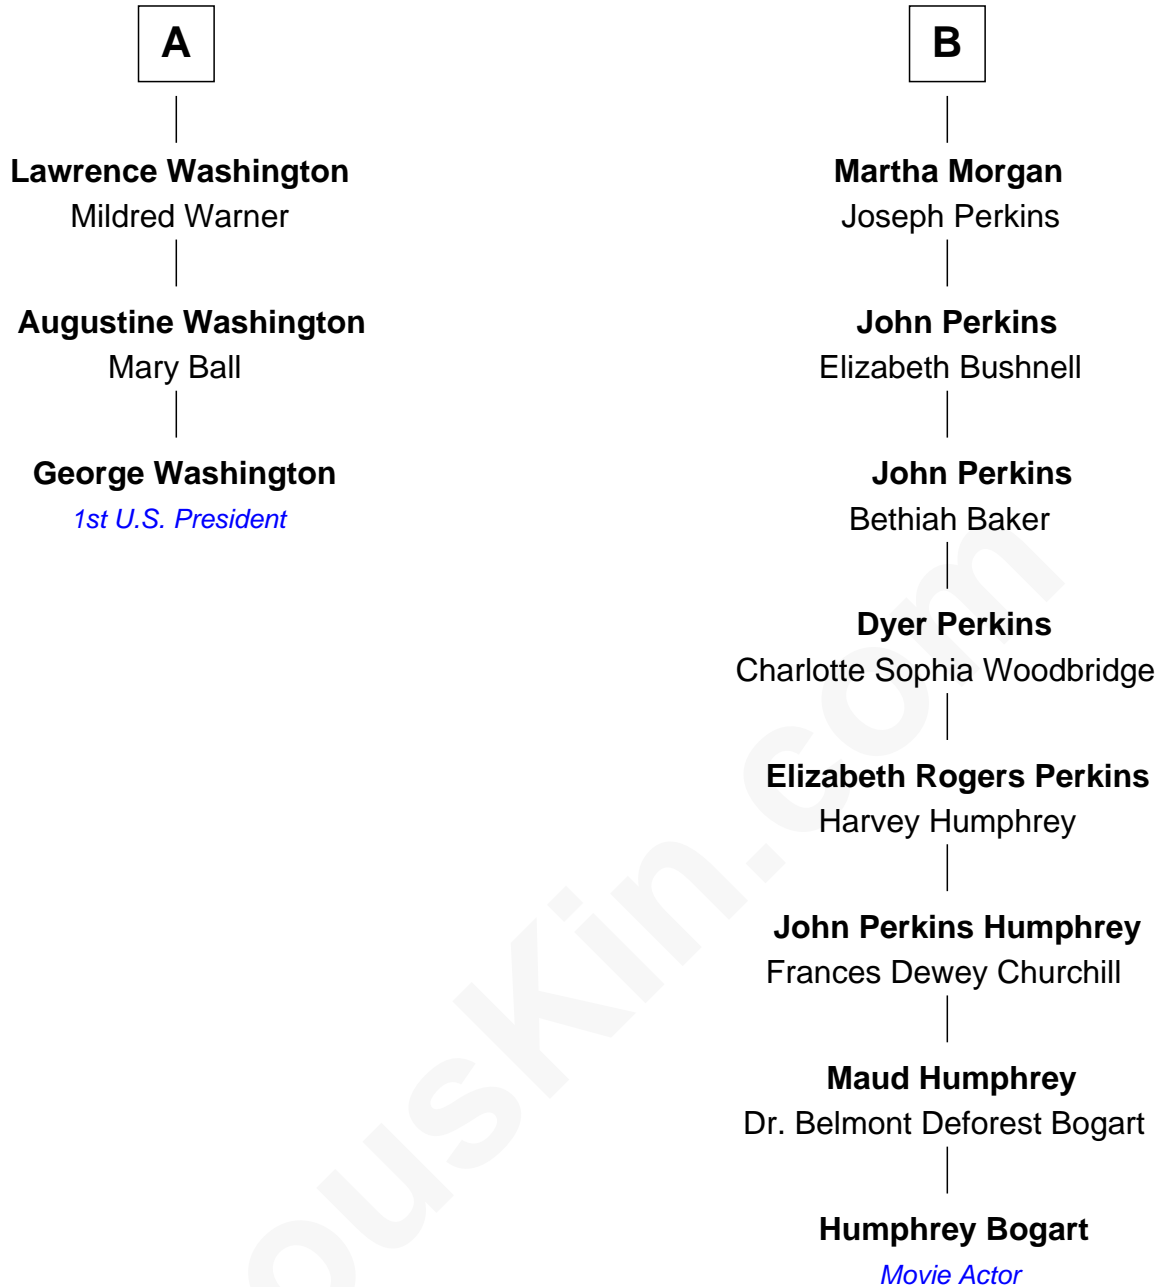 A
Lawrence Washington
Mildred Warner
Augustine Washington
Mary Ball
George Washington
1st U.S. President
B
Martha Morgan
Joseph Perkins
John Perkins
Elizabeth Bushnell
John Perkins
Bethiah Baker
Dyer Perkins
Charlotte Sophia Woodbridge
Elizabeth Rogers Perkins
Harvey Humphrey
John Perkins Humphrey
Frances Dewey Churchill
Maud Humphrey
Dr. Belmont Deforest Bogart
Humphrey Bogart
Movie Actor
ousKin.com